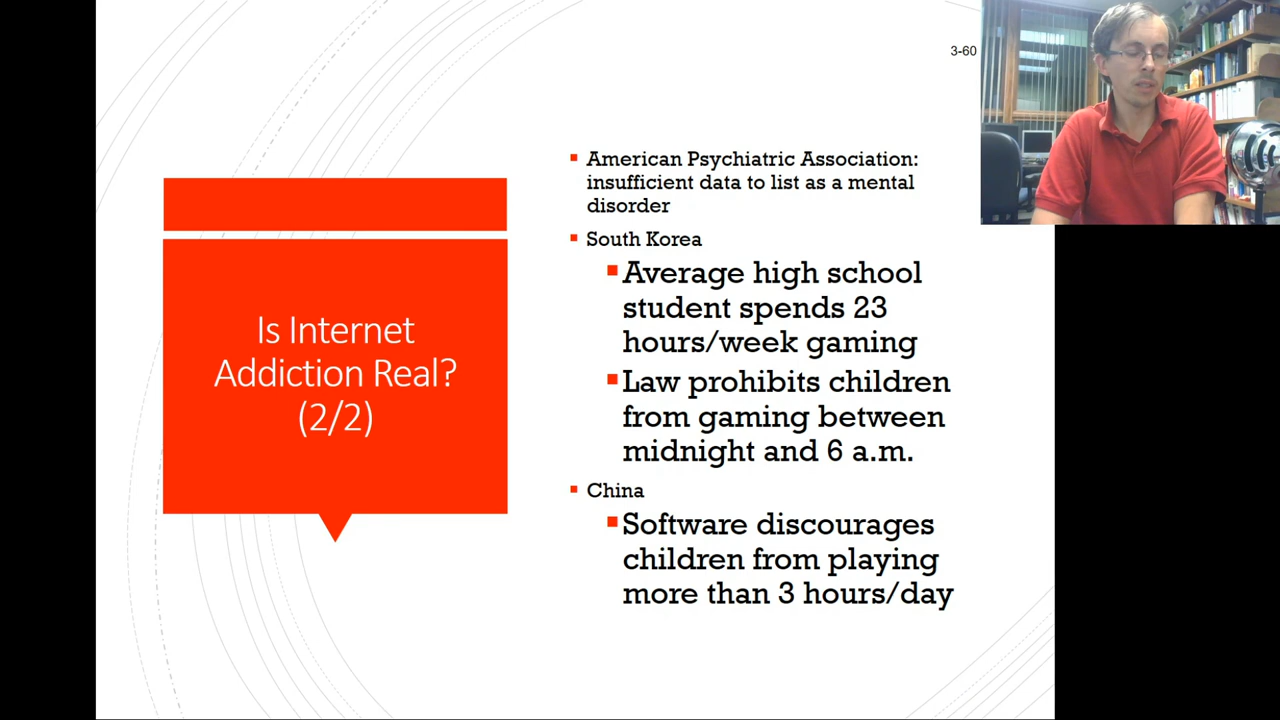 3-60
Is Internet
Addiction Real?
(2/2)
American Psychiatric Association:
insufficient data to list as a mental
disorder
South Korea
Average high school
student spends 23
hours/week gaming
Law prohibits children
from gaming between
midnight and 6 a.m.
China
Software discourages
children from playing
more than 3 hours/day